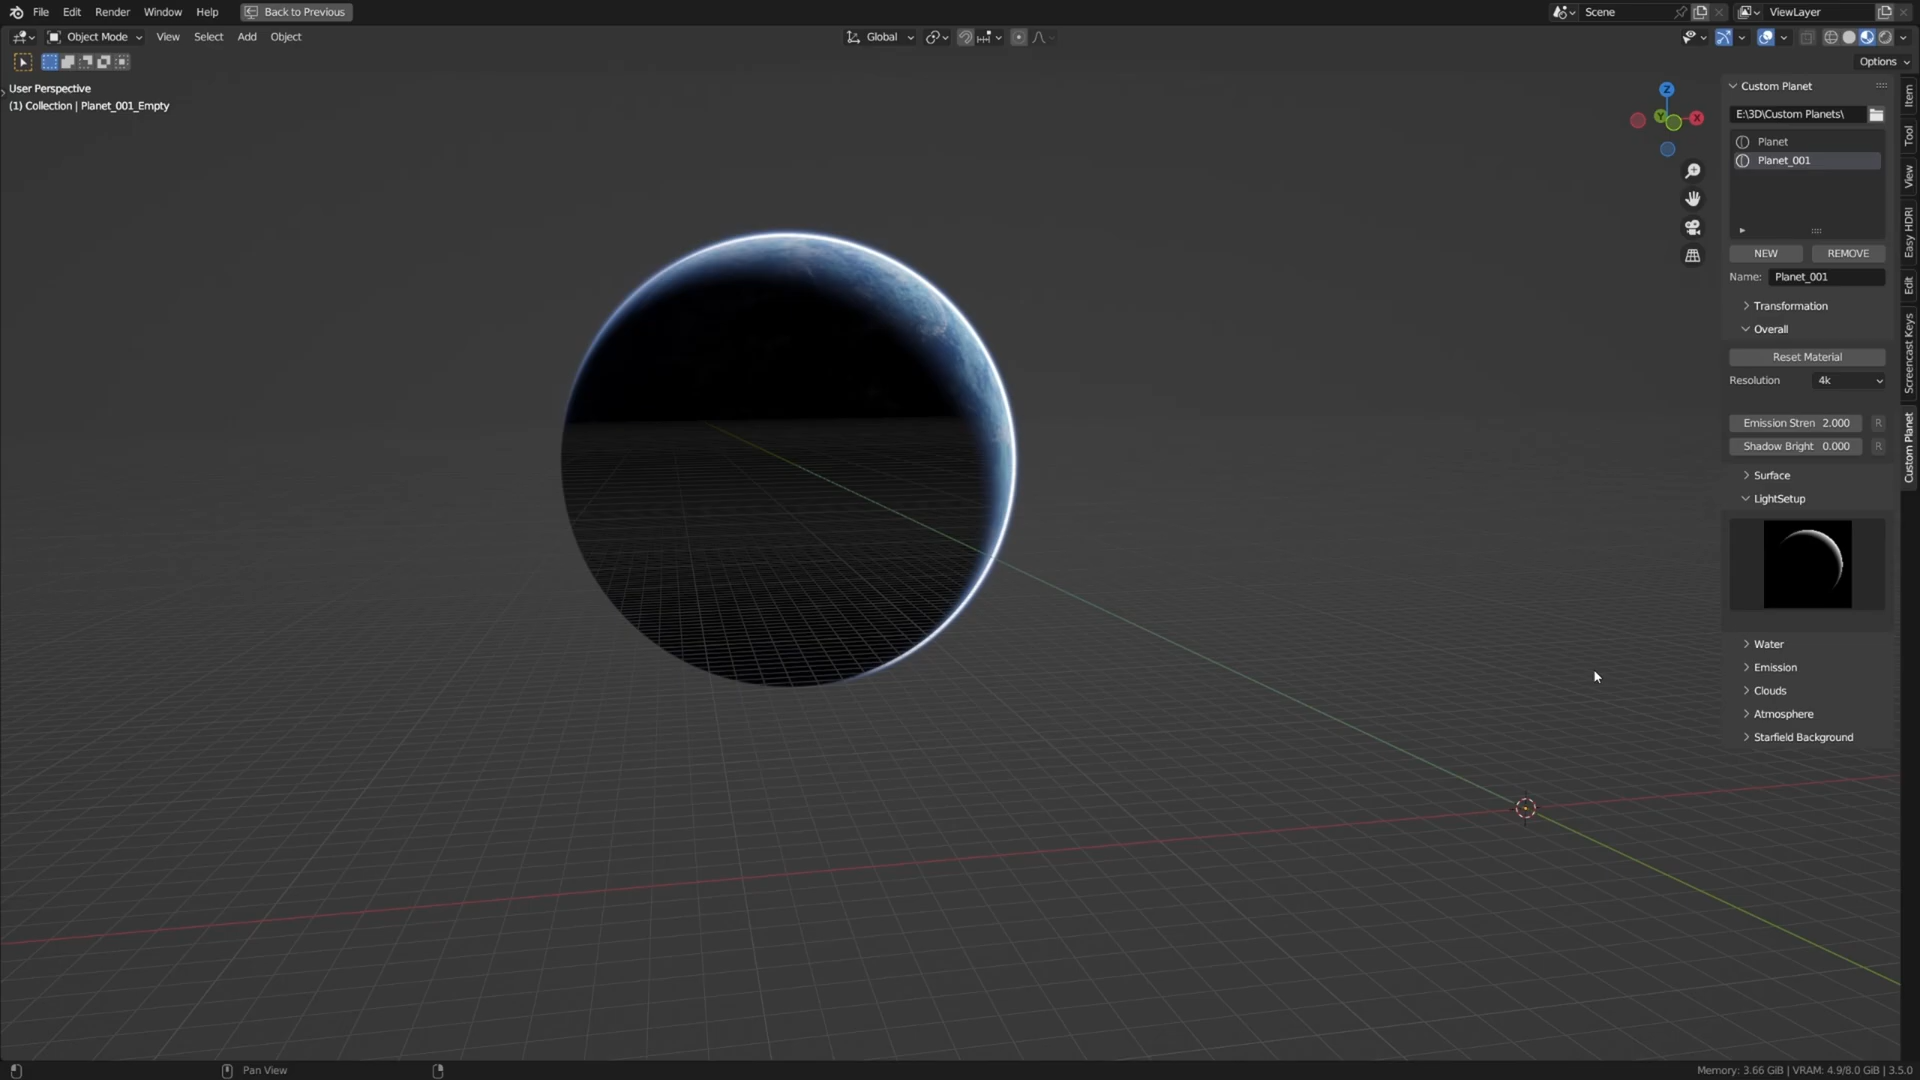 File Edit Render Window Help Back to Previous Scene ViewLayer
Object Mode View Select Add Object Global
Options
User Perspective
(1) Collection | Planet_001_Empty
Z
Y X
Custom Planet
E:\3D\Custom Planets\
Planet
Planet_001
NEW REMOVE
Name: Planet_001
Transformation
Overall
Reset Material
Resolution 4k
Emission Stren 2.000 R
Shadow Bright 0.000 R
Surface
LightSetup
Water
Emission
Clouds
Atmosphere
Starfield Background
Item
Tool
View
Easy HDRI
Edit
Screencast Keys
Custom Planet
Pan View
Memory: 3.66 GiB | VRAM: 4.9/8.0 GiB | 3.5.0